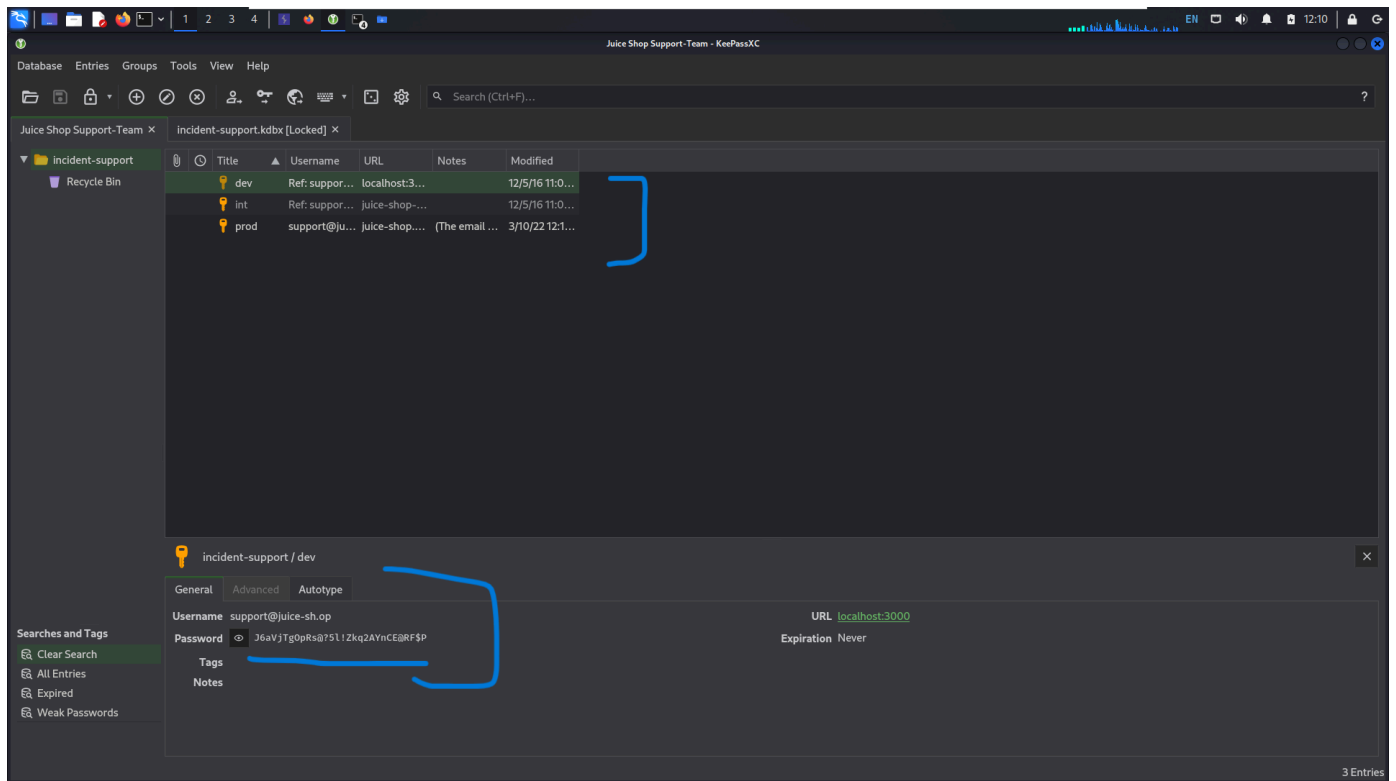 1 2 3 4 4 EN 12:10
Juice Shop Support-Team - KeePassXC
Database Entries Groups Tools View Help
Search (Ctrl+F)... ?
Juice Shop Support-Team × incident-support.kdbx [Locked] ×
incident-support
Recycle Bin
Title Username URL Notes Modified
dev Ref: suppor... localhost:3... 12/5/16 11:0...
int Ref: suppor... juice-shop-... 12/5/16 11:0...
prod support@ju... juice-shop.... (The email ... 3/10/22 12:1...
incident-support / dev
General Advanced Autotype
Username support@juice-sh.op URL localhost:3000
Password J6aVjTgOpRs@?5l!Zkq2AYnCE@RF$P Expiration Never
Tags
Notes
Searches and Tags
Clear Search
All Entries
Expired
Weak Passwords
3 Entries